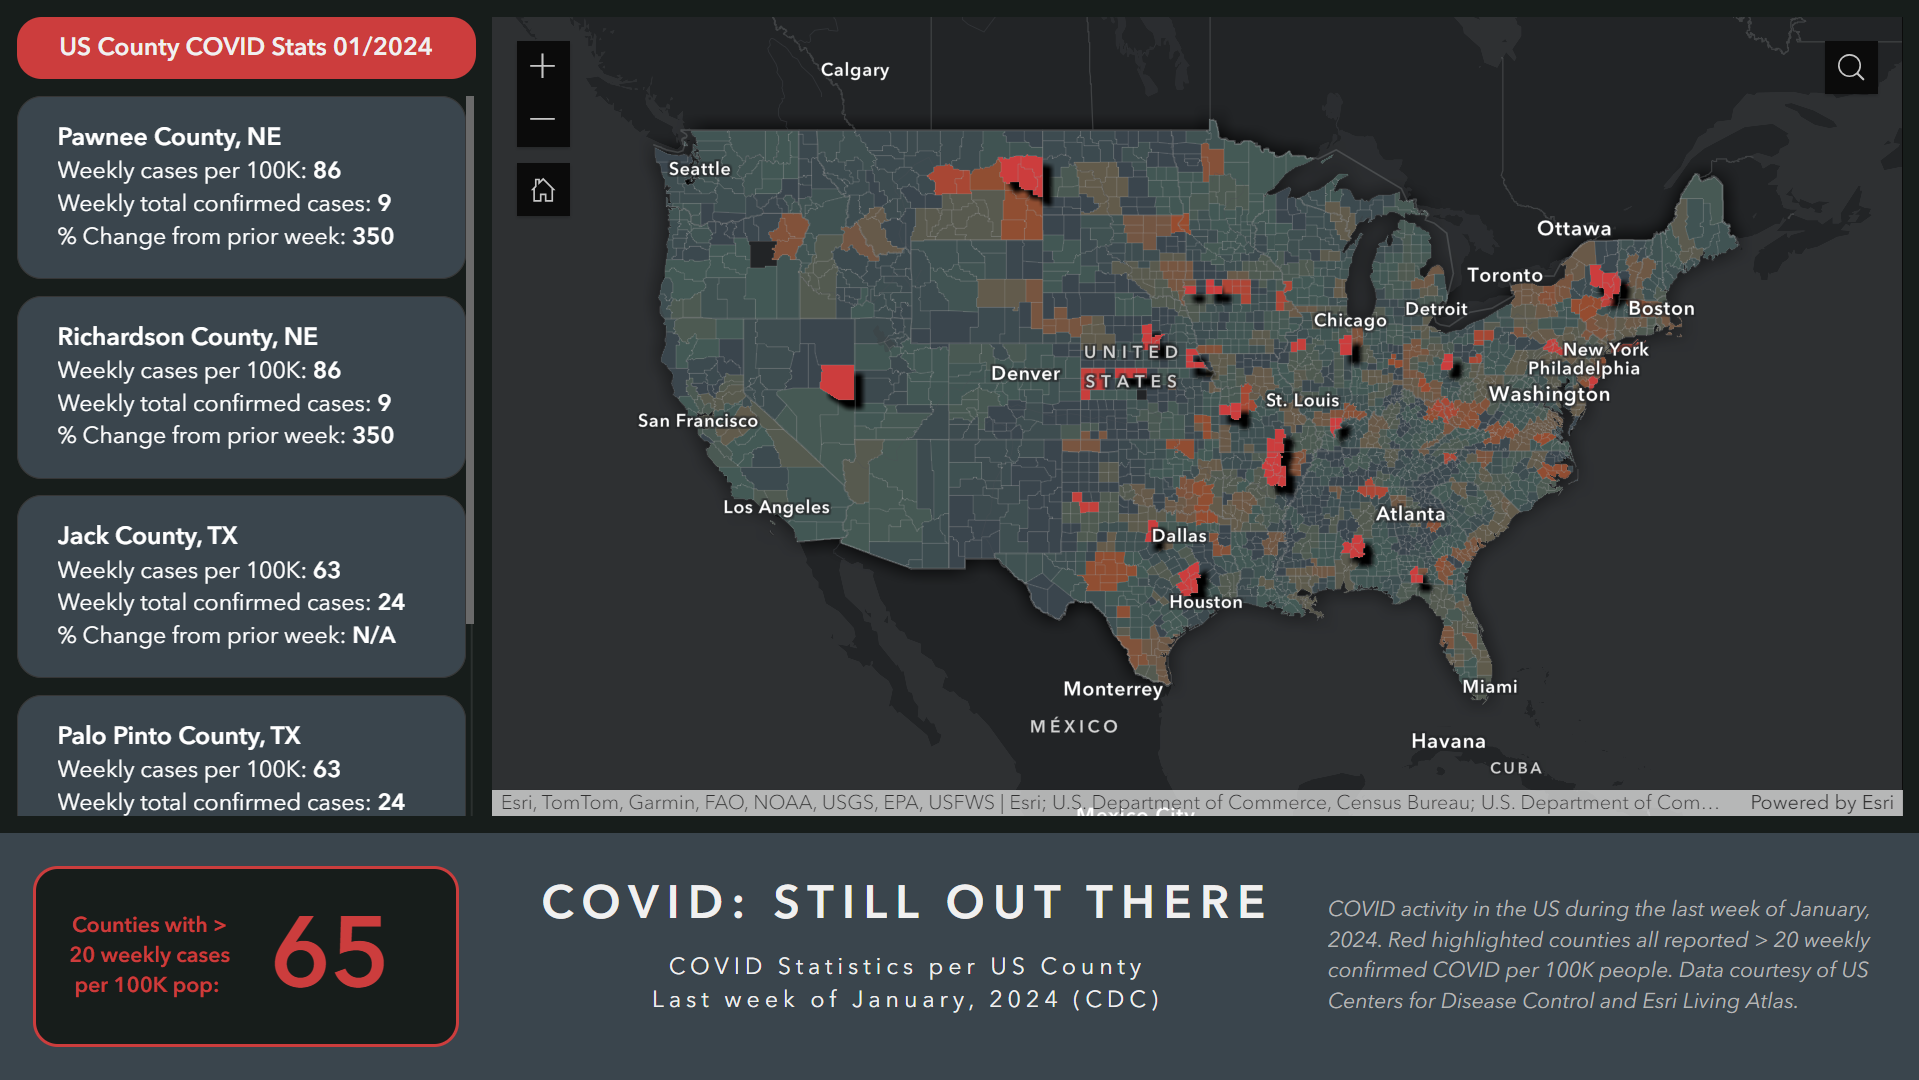 US County COVID Stats 01/2024
Pawnee County, NE
Weekly cases per 100K: 86
Weekly total confirmed cases: 9
% Change from prior week: 350
Richardson County, NE
Weekly cases per 100K: 86
Weekly total confirmed cases: 9
% Change from prior week: 350
Jack County, TX
Weekly cases per 100K: 63
Weekly total confirmed cases: 24
% Change from prior week: N/A
Palo Pinto County, TX
Weekly cases per 100K: 63
Weekly total confirmed cases: 24
Calgary
Seattle
Ottawa
Toronto
Boston
Detroit
Chicago
New York
UNITED
STATES
Philadelphia
Denver
Washington
St. Louis
San Francisco
Los Angeles
Atlanta
Dallas
Houston
Miami
Monterrey
MÉXICO
Havana
CUBA
Esri, TomTom, Garmin, FAO, NOAA, USGS, EPA, USFWS | Esri; U.S. Department of Commerce, Census Bureau; U.S. Department of Com… Powered by Esri
Mexico City
Counties with >
20 weekly cases
per 100K pop:
65
COVID: STILL OUT THERE
COVID Statistics per US County
Last week of January, 2024 (CDC)
COVID activity in the US during the last week of January,
2024. Red highlighted counties all reported > 20 weekly
confirmed COVID per 100K people. Data courtesy of US
Centers for Disease Control and Esri Living Atlas.